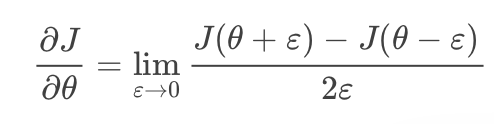 ∂J/∂θ = lim_{ε→0} (J(θ + ε) − J(θ − ε))/(2ε)